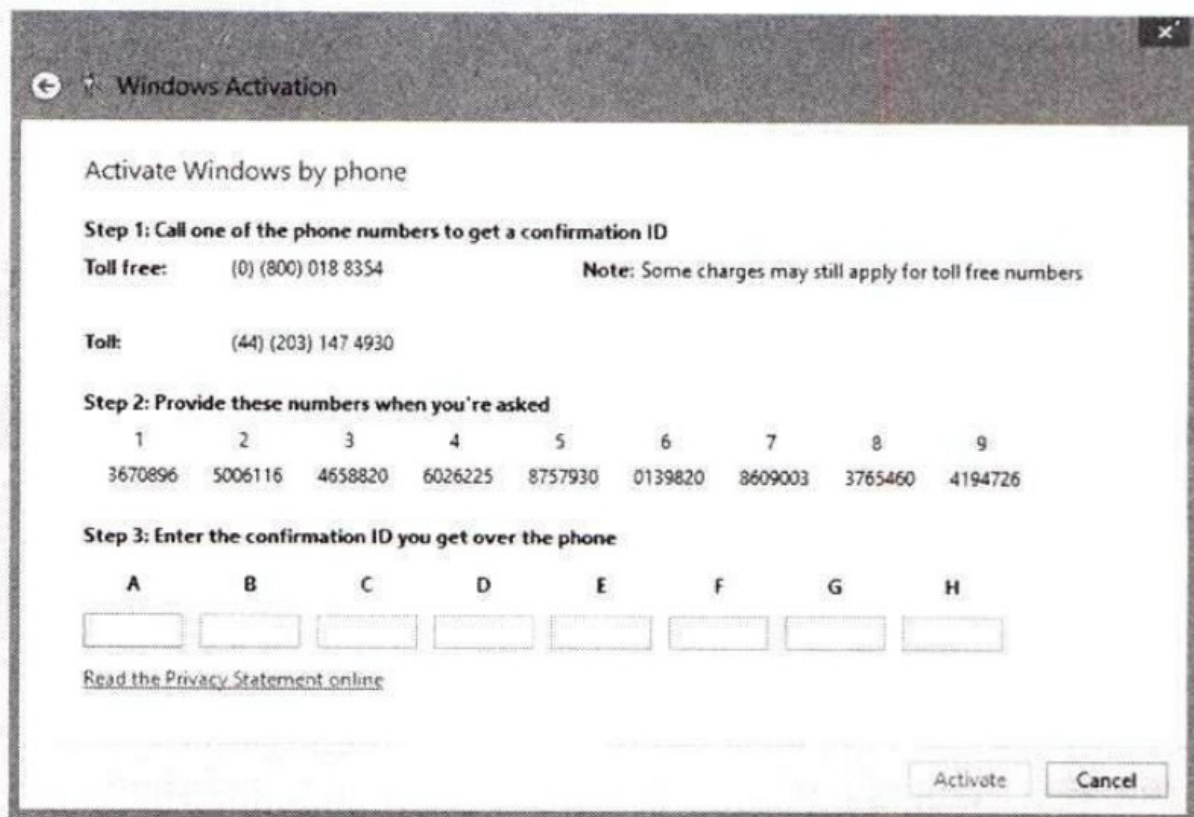 Windows Activation
Activate Windows by phone
Step 1: Call one of the phone numbers to get a confirmation ID
Toll free: (0) (800) 018 8354 Note: Some charges may still apply for toll free numbers
Toll: (44) (203) 147 4930
Step 2: Provide these numbers when you're asked
1 2 3 4 5 6 7 8 9
3670896 5006116 4658820 6026225 8757930 0139820 8609003 3765460 4194726
Step 3: Enter the confirmation ID you get over the phone
A B C D E F G H
Read the Privacy Statement online
Activate Cancel